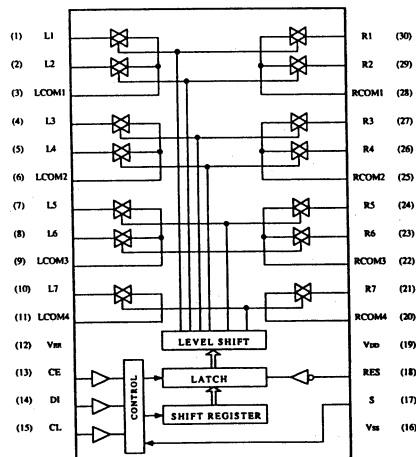 (1) L1 R1 (30)
(2) L2 R2 (29)
(3) LCOM1 RCOM1 (28)
(4) L3 R3 (27)
(5) L4 R4 (26)
(6) LCOM2 RCOM2 (25)
(7) L5 R5 (24)
(8) L6 R6 (23)
(9) LCOM3 RCOM3 (22)
(10) L7 R7 (21)
(11) LCOM4 RCOM4 (20)
(12) VEE LEVEL SHIFT VDD (19)
(13) CE LATCH RES (18)
(14) DI CONTROL SHIFT REGISTER S (17)
(15) CL VSS (16)